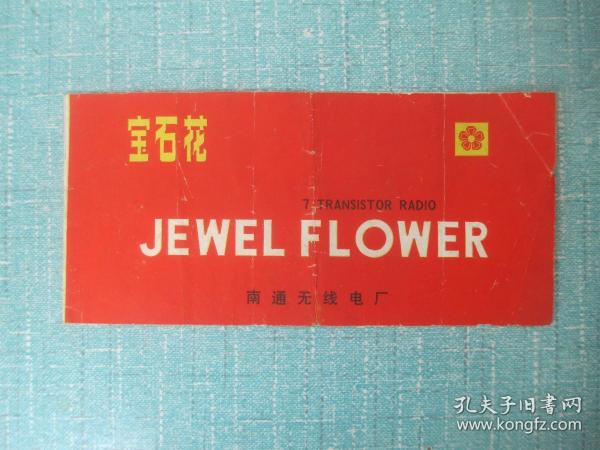 宝石花
7 TRANSISTOR RADIO
JEWEL FLOWER
南通无线电厂
孔夫子旧書网
www.kongfz.com